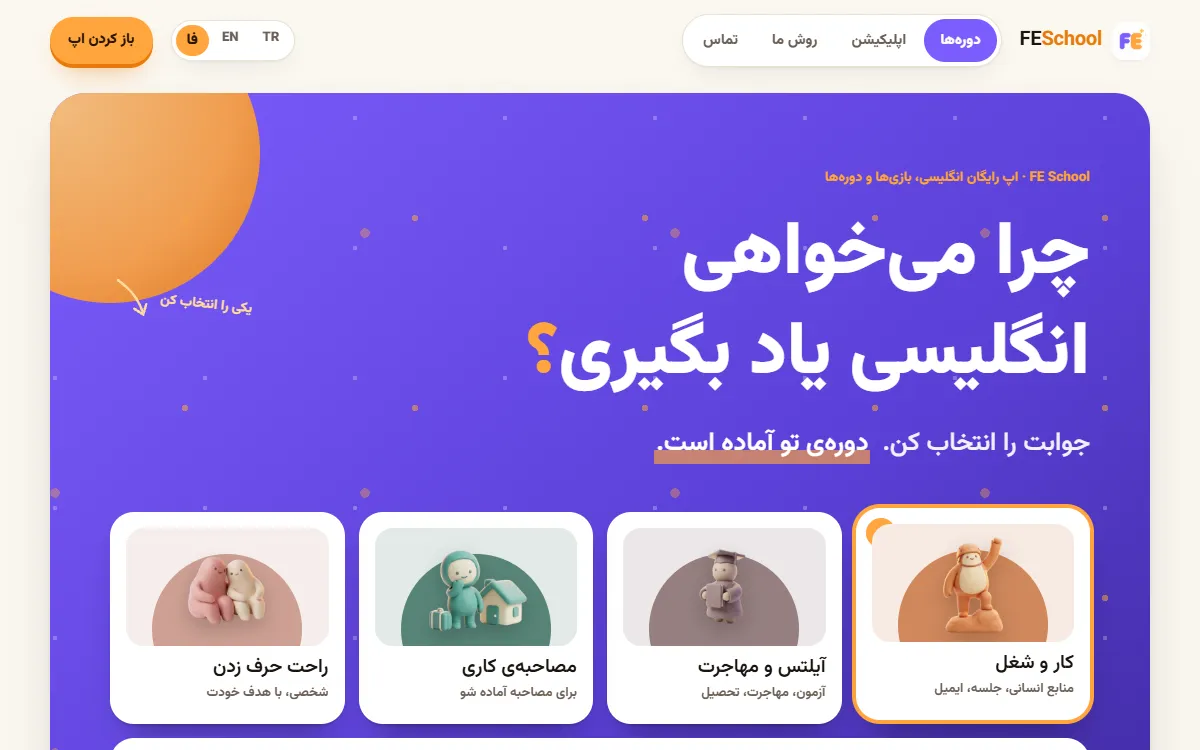 FESchool
دوره‌ها
اپلیکیشن
روش ما
تماس
TR
EN
فا
باز کردن اپ
FE School · اپ رایگان انگلیسی، بازی‌ها و دوره‌ها
چرا می‌خواهی
انگلیسی یاد بگیری؟
یکی را انتخاب کن
جوابت را انتخاب کن. دوره‌ی تو آماده است.
کار و شغل
منابع انسانی، جلسه، ایمیل
آیلتس و مهاجرت
آزمون، مهاجرت، تحصیل
مصاحبه‌ی کاری
برای مصاحبه آماده شو
راحت حرف زدن
شخصی، با هدف خودت